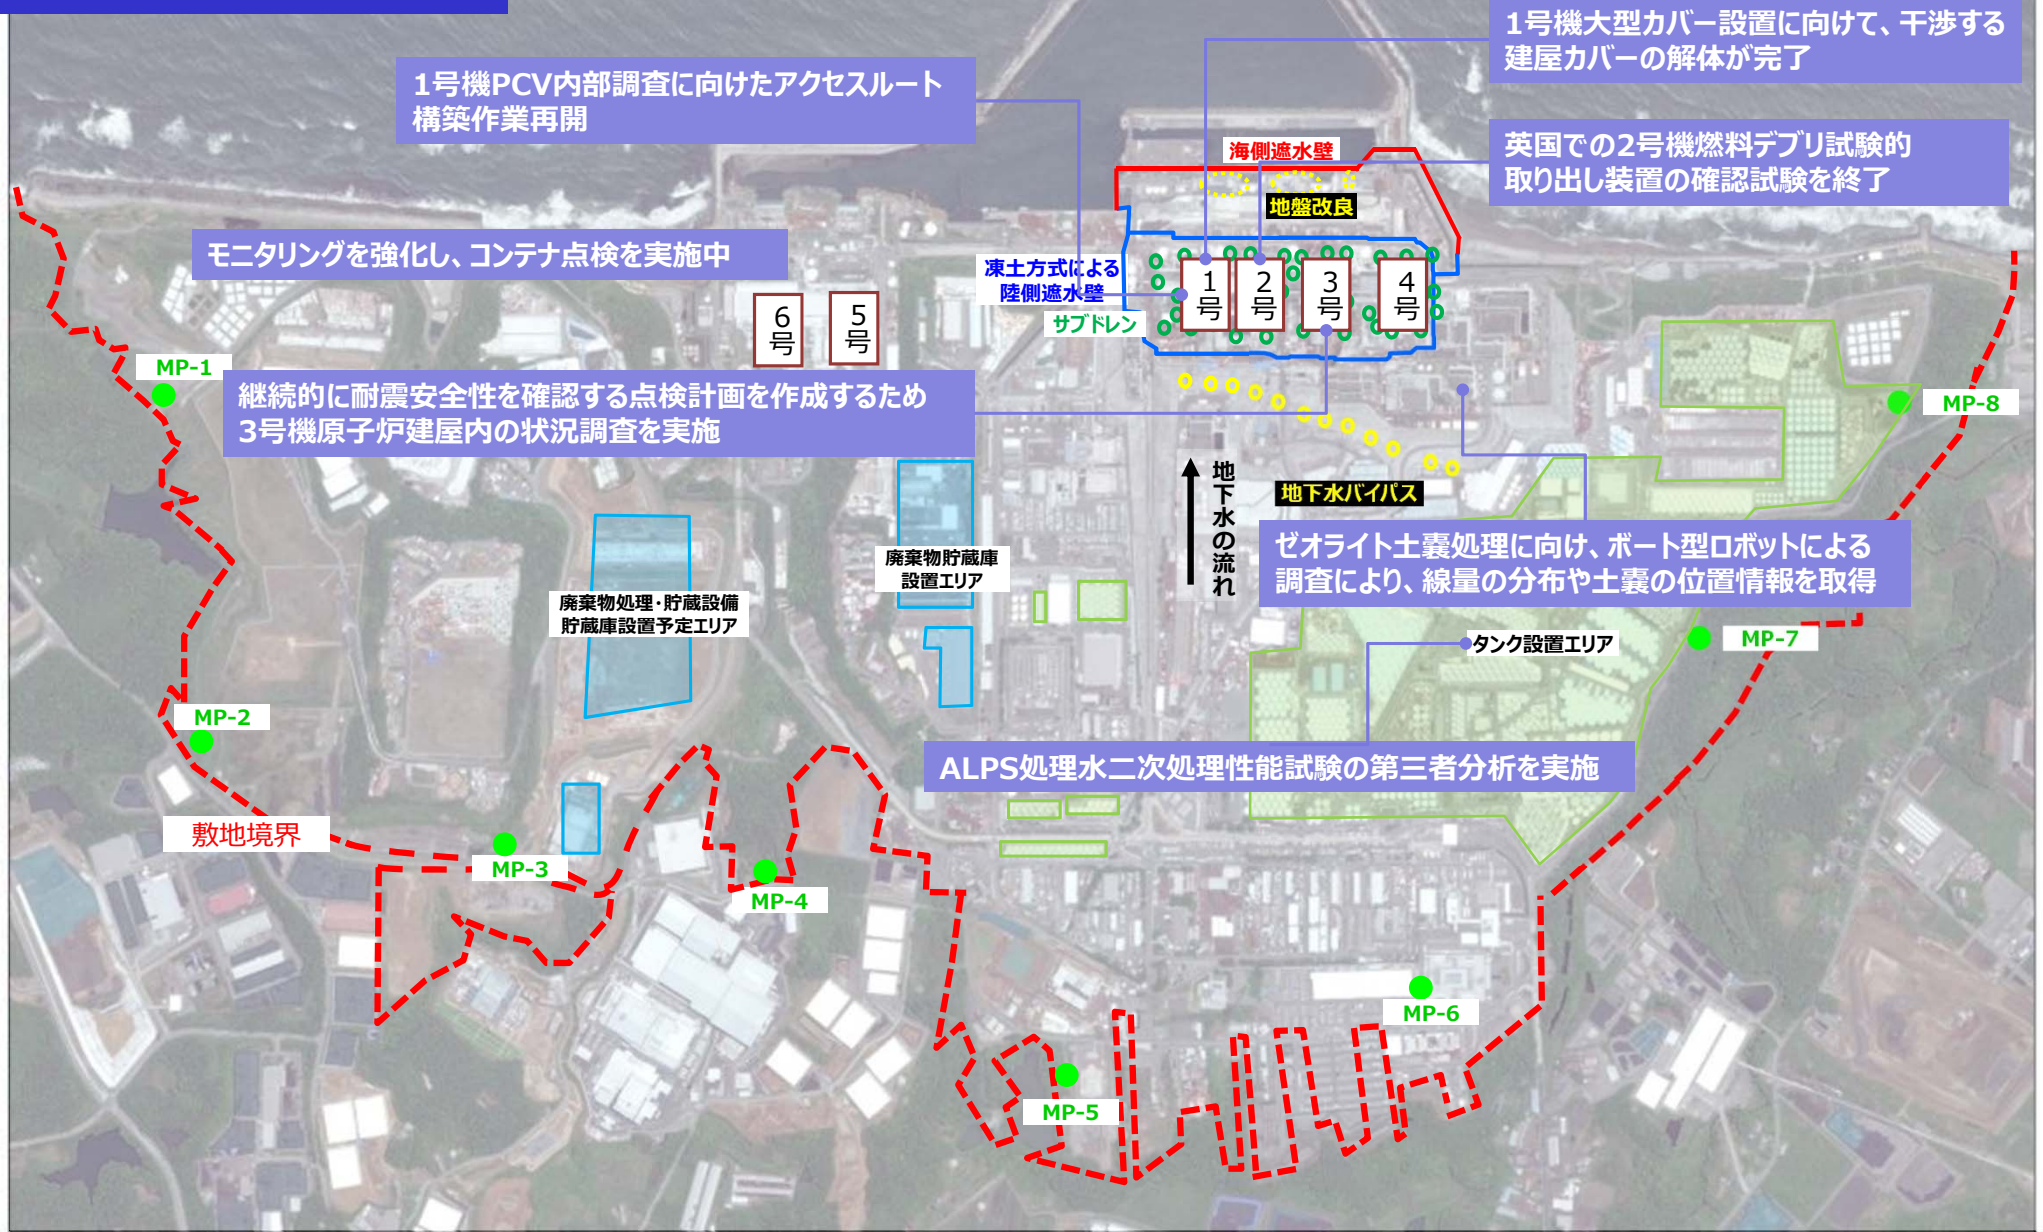 1号機大型カバー設置に向けて、干渉する
建屋カバーの解体が完了
1号機PCV内部調査に向けたアクセスルート
構築作業再開
英国での2号機燃料デブリ試験的
取り出し装置の確認試験を終了
海側遮水壁
地盤改良
モニタリングを強化し、コンテナ点検を実施中
凍土方式による
陸側遮水壁
サブドレン
1号
2号
3号
4号
6号
5号
MP-1
継続的に耐震安全性を確認する点検計画を作成するため
3号機原子炉建屋内の状況調査を実施
MP-8
地下水の流れ
地下水バイパス
ゼオライト土嚢処理に向け、ボート型ロボットによる
調査により、線量の分布や土嚢の位置情報を取得
廃棄物貯蔵庫
設置エリア
廃棄物処理・貯蔵設備
貯蔵庫設置予定エリア
タンク設置エリア
MP-7
MP-2
ALPS処理水二次処理性能試験の第三者分析を実施
敷地境界
MP-3
MP-4
MP-6
MP-5